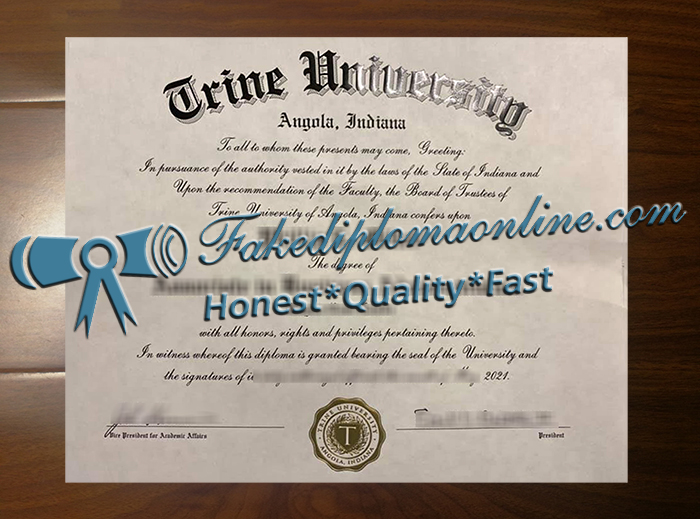 Trine University
Angola, Indiana
To all to whom these presents may come, Greeting:
In pursuance of the authority vested in it by the laws of the State of Indiana and
Upon the recommendation of the Faculty, the Board of Trustees of
Trine University of Angola, Indiana confers upon
Fakediplomaonline.com
The degree of
Honest*Quality*Fast
with all honors, rights and privileges pertaining thereto.
In witness whereof this diploma is granted bearing the seal of the University and
the signatures of 2021.
Vice President for Academic Affairs
TRINE UNIVERSITY
T
ANGOLA, INDIANA
President